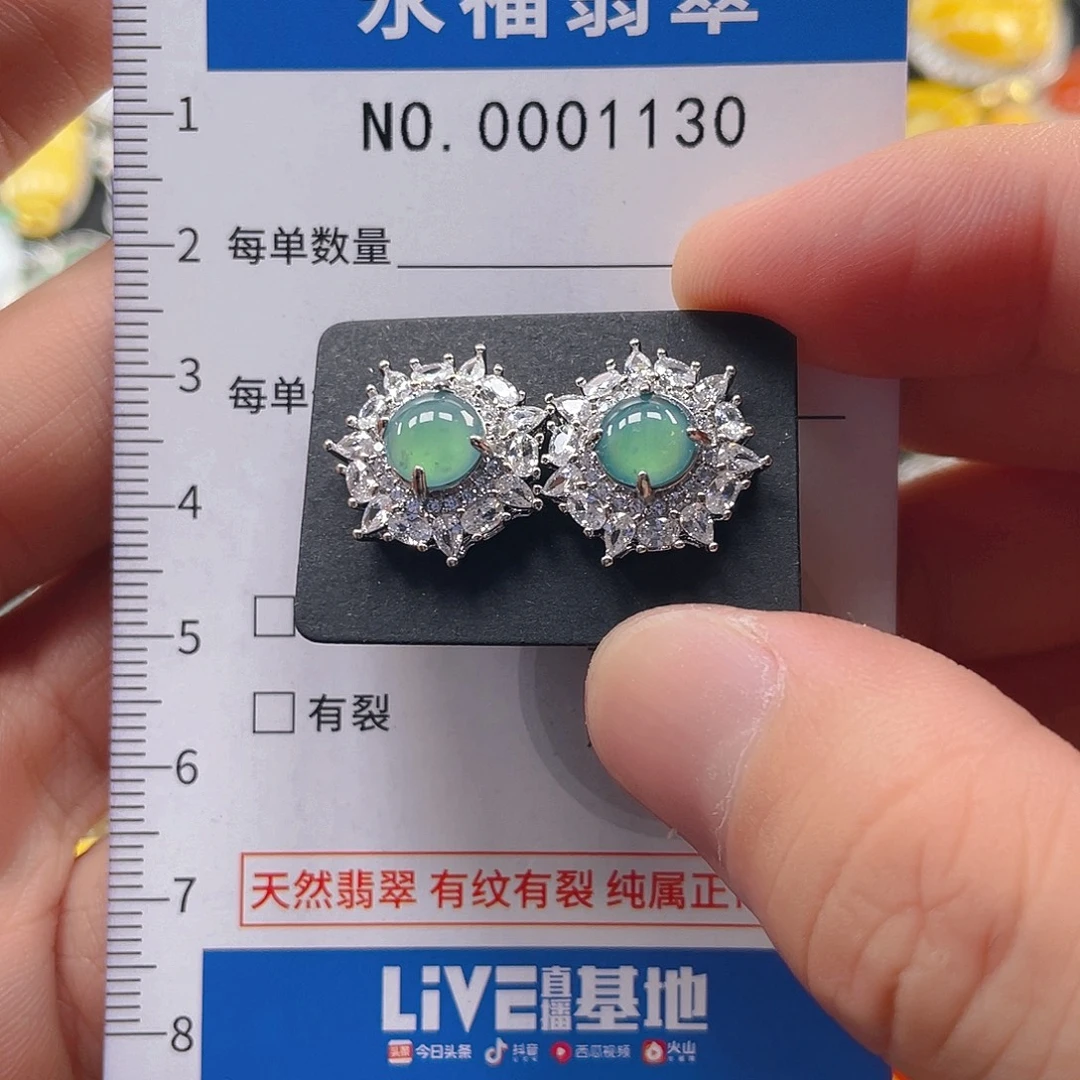 永福翡翠
NO.0001130
1
2
每单数量
3
每单
4
5
有裂
6
7
天然翡翠 有纹有裂 纯属正
LiVE直播基地
8
头条 今日头条 抖音 西瓜视频 火山